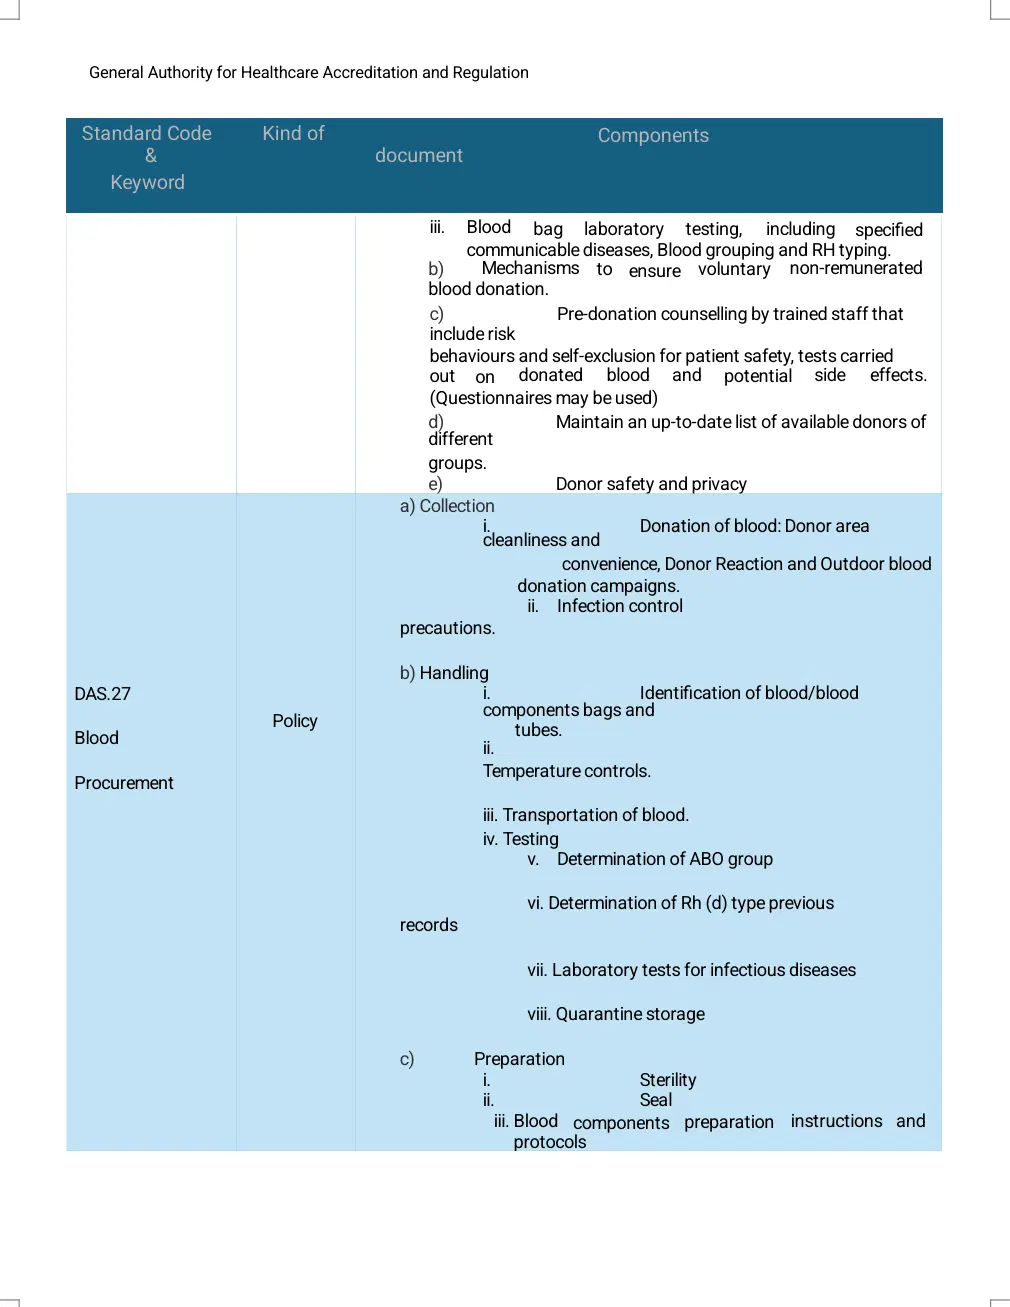 General Authority for Healthcare Accreditation and Regulation
Standard Code
&
Keyword
Kind of
document
Components
iii. Blood bag laboratory testing, including specified
communicable diseases, Blood grouping and RH typing.
b) Mechanisms to ensure voluntary non-remunerated
blood donation.
c) Pre-donation counselling by trained staff that
include risk
behaviours and self-exclusion for patient safety, tests carried
out on donated blood and potential side effects.
(Questionnaires may be used)
d) Maintain an up-to-date list of available donors of
different
groups.
e) Donor safety and privacy
DAS.27
Blood
Procurement
Policy
a) Collection
i. Donation of blood: Donor area
cleanliness and
convenience, Donor Reaction and Outdoor blood
donation campaigns.
ii. Infection control
precautions.
b) Handling
i. Identification of blood/blood
components bags and
tubes.
ii.
Temperature controls.
iii. Transportation of blood.
iv. Testing
v. Determination of ABO group
vi. Determination of Rh (d) type previous
records
vii. Laboratory tests for infectious diseases
viii. Quarantine storage
c) Preparation
i. Sterility
ii. Seal
iii. Blood components preparation instructions and
protocols